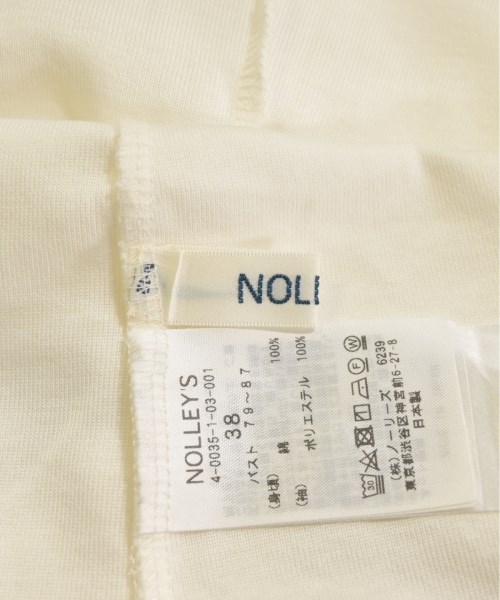 NOLL
NOLLEY'S
4-0035-1-03-001
38
バスト 79~87
(身頃) 綿 100%
(袖) ポリエステル 100%
30
F W
(株)ノーリーズ 6239
東京都渋谷区神宮前6-27-8
日本製